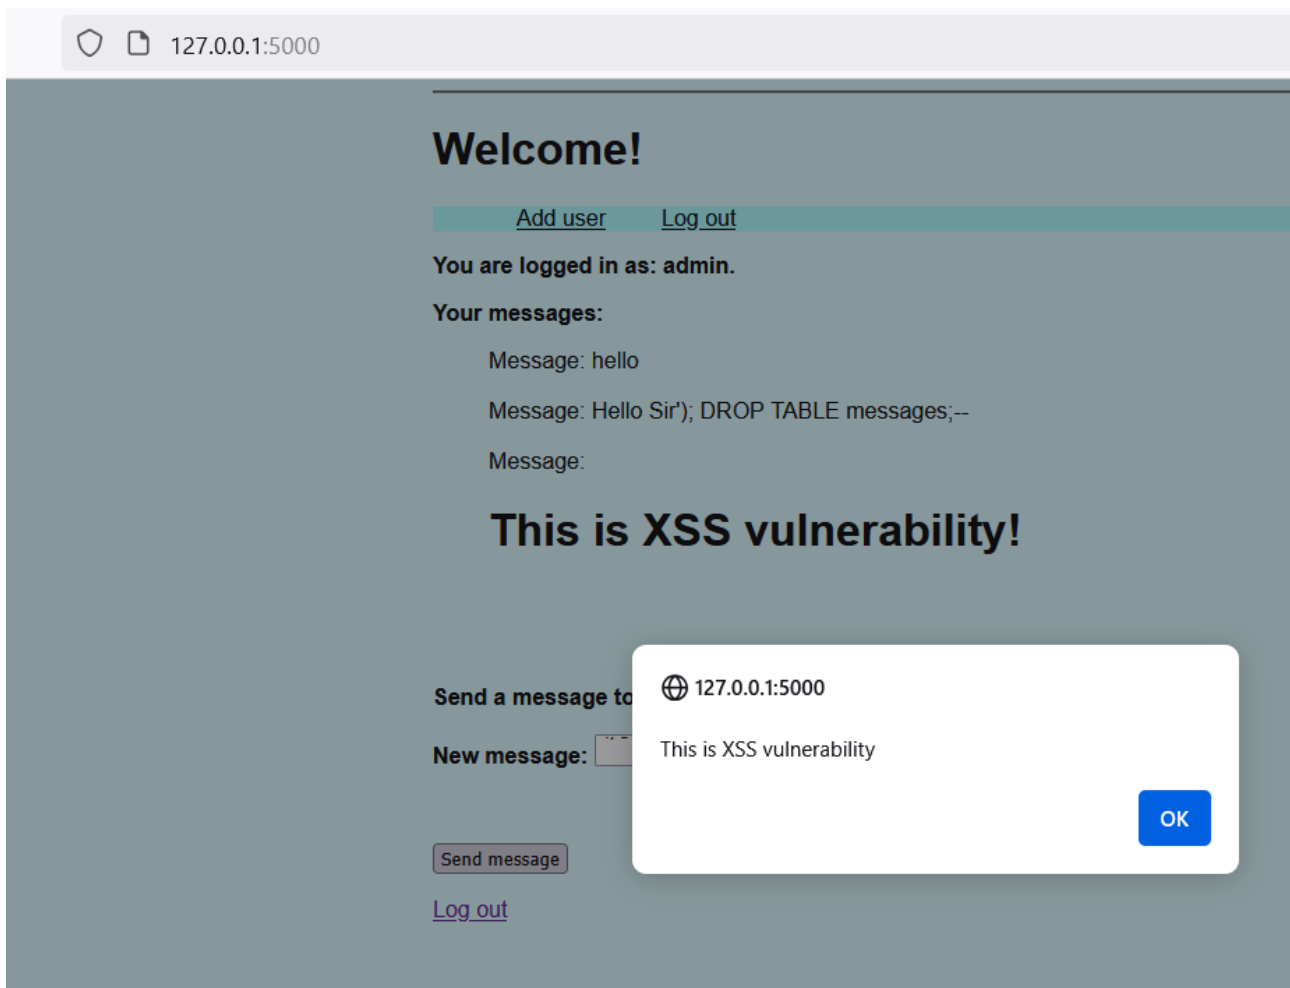 127.0.0.1:5000
Welcome!
Add user Log out
You are logged in as: admin.
Your messages:
Message: hello
Message: Hello Sir'); DROP TABLE messages;--
Message:
This is XSS vulnerability!
Send a message to
127.0.0.1:5000
New message:
This is XSS vulnerability
OK
Send message
Log out